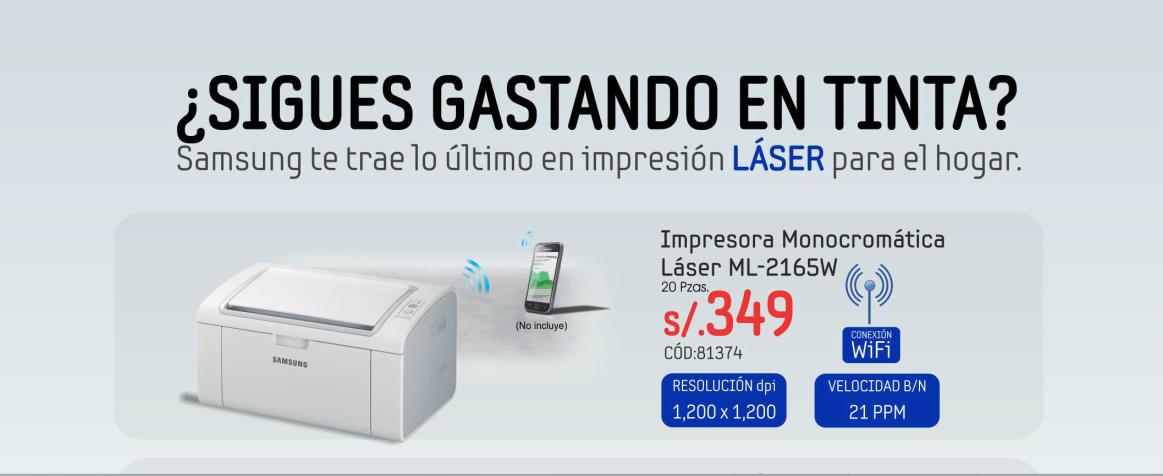 ¿SIGUES GASTANDO EN TINTA?
Samsung te trae lo último en impresión LÁSER para el hogar.
Impresora Monocromática
Láser ML-2165W
20 Pzas.
s/.349
CÓD:81374
CONEXIÓN
WiFi
(No incluye)
SAMSUNG
RESOLUCIÓN dpi
1,200 x 1,200
VELOCIDAD B/N
21 PPM